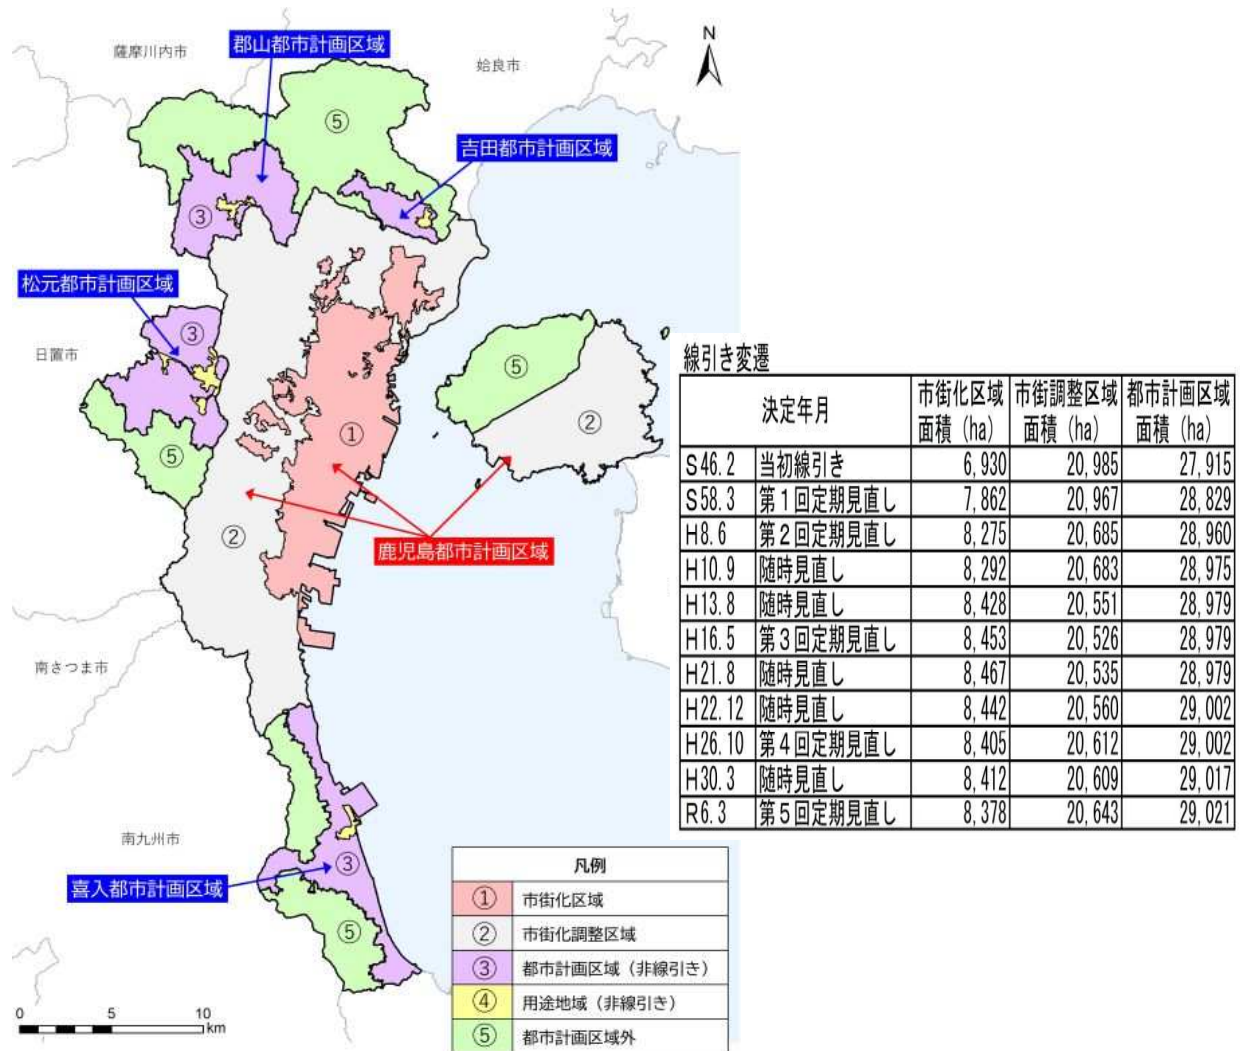 薩摩川内市
郡山都市計画区域
姶良市
N
⑤
吉田都市計画区域
③
③
松元都市計画区域
③
日置市
⑤
⑤
①
②
②
鹿児島都市計画区域
南さつま市
南九州市
③
喜入都市計画区域
⑤
0 5 10
km
凡例
① 市街化区域
② 市街化調整区域
③ 都市計画区域（非線引き）
④ 用途地域（非線引き）
⑤ 都市計画区域外
線引き変遷
決定年月 市街化区域 市街調整区域 都市計画区域
面積（ha） 面積（ha） 面積（ha）
S46.2 当初線引き 6,930 20,985 27,915
S58.3 第１回定期見直し 7,862 20,967 28,829
H8.6 第２回定期見直し 8,275 20,685 28,960
H10.9 随時見直し 8,292 20,683 28,975
H13.8 随時見直し 8,428 20,551 28,979
H16.5 第３回定期見直し 8,453 20,526 28,979
H21.8 随時見直し 8,467 20,535 28,979
H22.12 随時見直し 8,442 20,560 29,002
H26.10 第４回定期見直し 8,405 20,612 29,002
H30.3 随時見直し 8,412 20,609 29,017
R6.3 第５回定期見直し 8,378 20,643 29,021